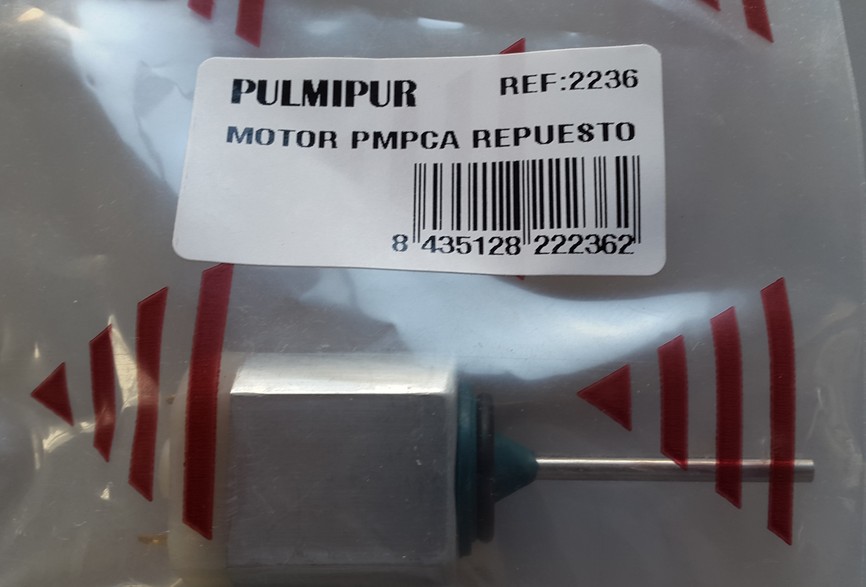 PULMIPUR REF:2236
MOTOR PMPCA REPUESTO
8 435128 222362